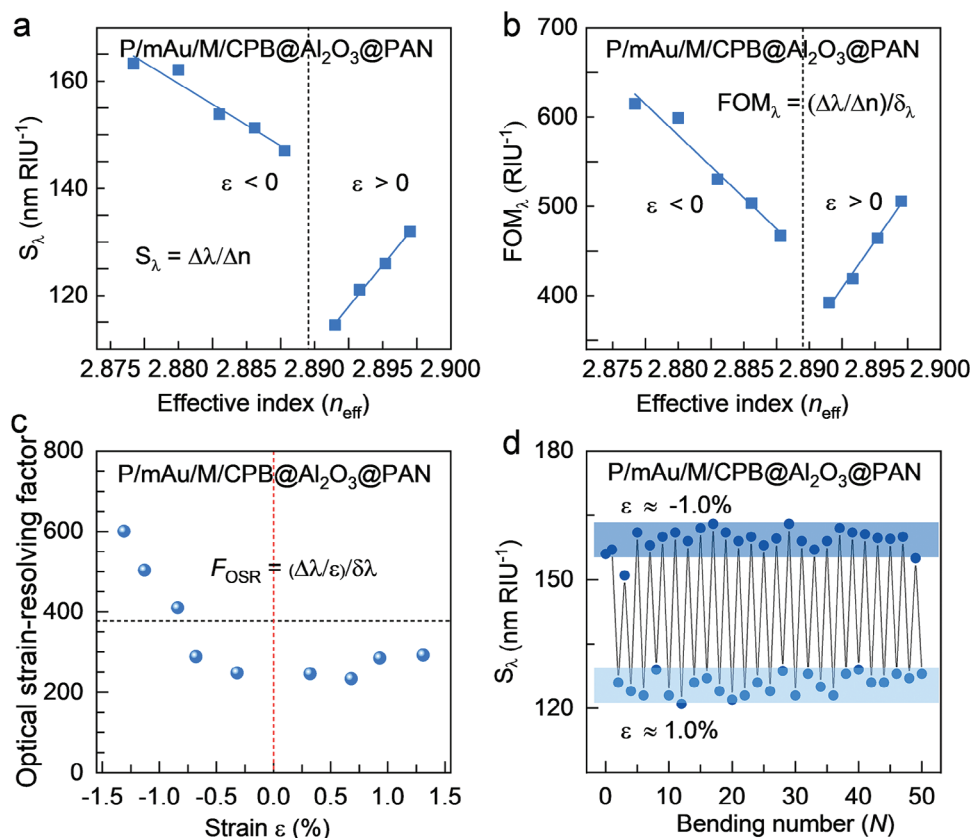 a
P/mAu/M/CPB@Al₂O₃@PAN
160
140
120
Sλ (nm RIU⁻¹)
ε < 0
ε > 0
Sλ = Δλ/Δn
2.875 2.880 2.885 2.890 2.895 2.900
Effective index (neff)
b
P/mAu/M/CPB@Al₂O₃@PAN
700
600
500
400
FOMλ (RIU⁻¹)
FOMλ = (Δλ/Δn)/δλ
ε < 0
ε > 0
2.875 2.880 2.885 2.890 2.895 2.900
Effective index (neff)
c
P/mAu/M/CPB@Al₂O₃@PAN
800
600
400
200
0
Optical strain-resolving factor
FOSR = (Δλ/ε)/δλ
-1.5 -1.0 -0.5 0.0 0.5 1.0 1.5
Strain ε (%)
d
P/mAu/M/CPB@Al₂O₃@PAN
180
150
120
Sλ (nm RIU⁻¹)
ε ≈ -1.0%
ε ≈ 1.0%
0 10 20 30 40 50
Bending number (N)